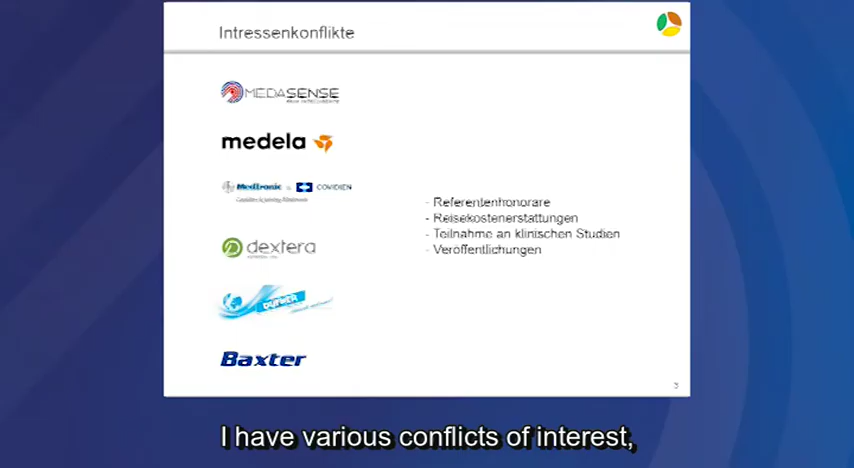 Intressenkonflikte
MEDASENSE
medela
Medtronic & COVIDIEN
dextera
Baxter
- Referentenhonorare
- Reisekostenerstattungen
- Teilnahme an klinischen Studien
- Veröffentlichungen
3
I have various conflicts of interest,